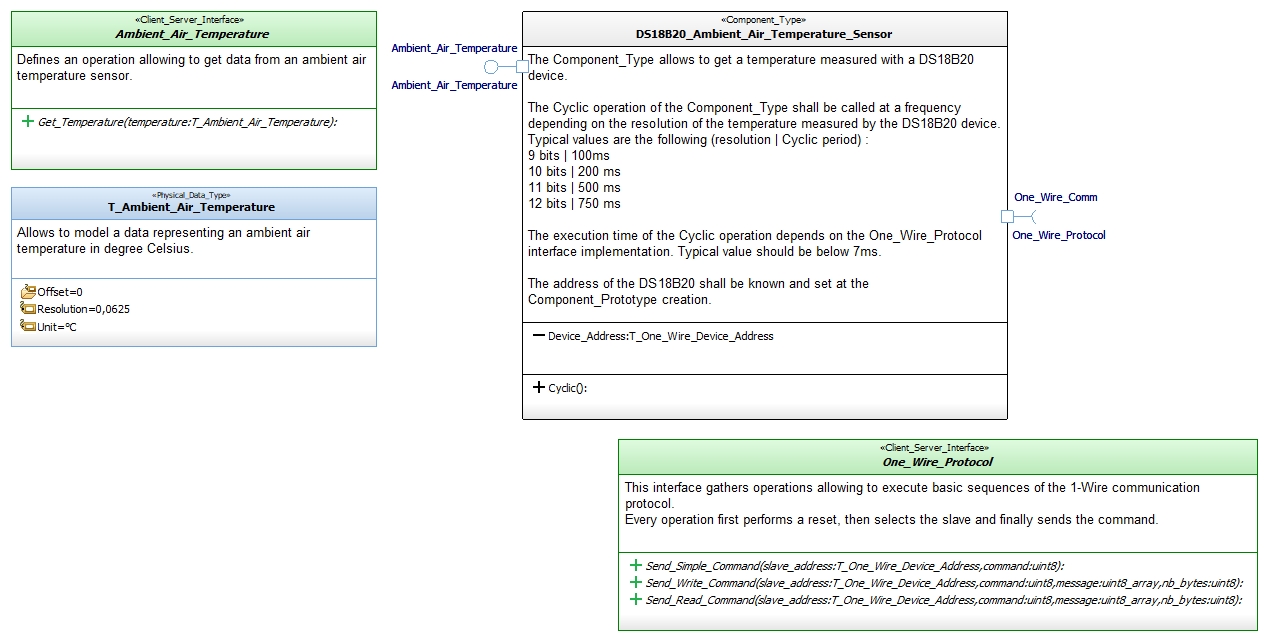 «Client_Server_Interface»
Ambient_Air_Temperature
Defines an operation allowing to get data from an ambient air
temperature sensor.
Get_Temperature(temperature:T_Ambient_Air_Temperature):
«Physical_Data_Type»
T_Ambient_Air_Temperature
Allows to model a data representing an ambient air
temperature in degree Celsius.
Offset=0
Resolution=0,0625
Unit=°C
Ambient_Air_Temperature
Ambient_Air_Temperature
«Component_Type»
DS18B20_Ambient_Air_Temperature_Sensor
The Component_Type allows to get a temperature measured with a DS18B20
device.
The Cyclic operation of the Component_Type shall be called at a frequency
depending on the resolution of the temperature measured by the DS18B20 device.
Typical values are the following (resolution | Cyclic period) :
9 bits | 100ms
10 bits | 200 ms
11 bits | 500 ms
12 bits | 750 ms
The execution time of the Cyclic operation depends on the One_Wire_Protocol
interface implementation. Typical value should be below 7ms.
The address of the DS18B20 shall be known and set at the
Component_Prototype creation.
Device_Address:T_One_Wire_Device_Address
Cyclic():
One_Wire_Comm
One_Wire_Protocol
«Client_Server_Interface»
One_Wire_Protocol
This interface gathers operations allowing to execute basic sequences of the 1-Wire communication
protocol.
Every operation first performs a reset, then selects the slave and finally sends the command.
Send_Simple_Command(slave_address:T_One_Wire_Device_Address,command:uint8):
Send_Write_Command(slave_address:T_One_Wire_Device_Address,command:uint8,message:uint8_array,nb_bytes:uint8):
Send_Read_Command(slave_address:T_One_Wire_Device_Address,command:uint8,message:uint8_array,nb_bytes:uint8):